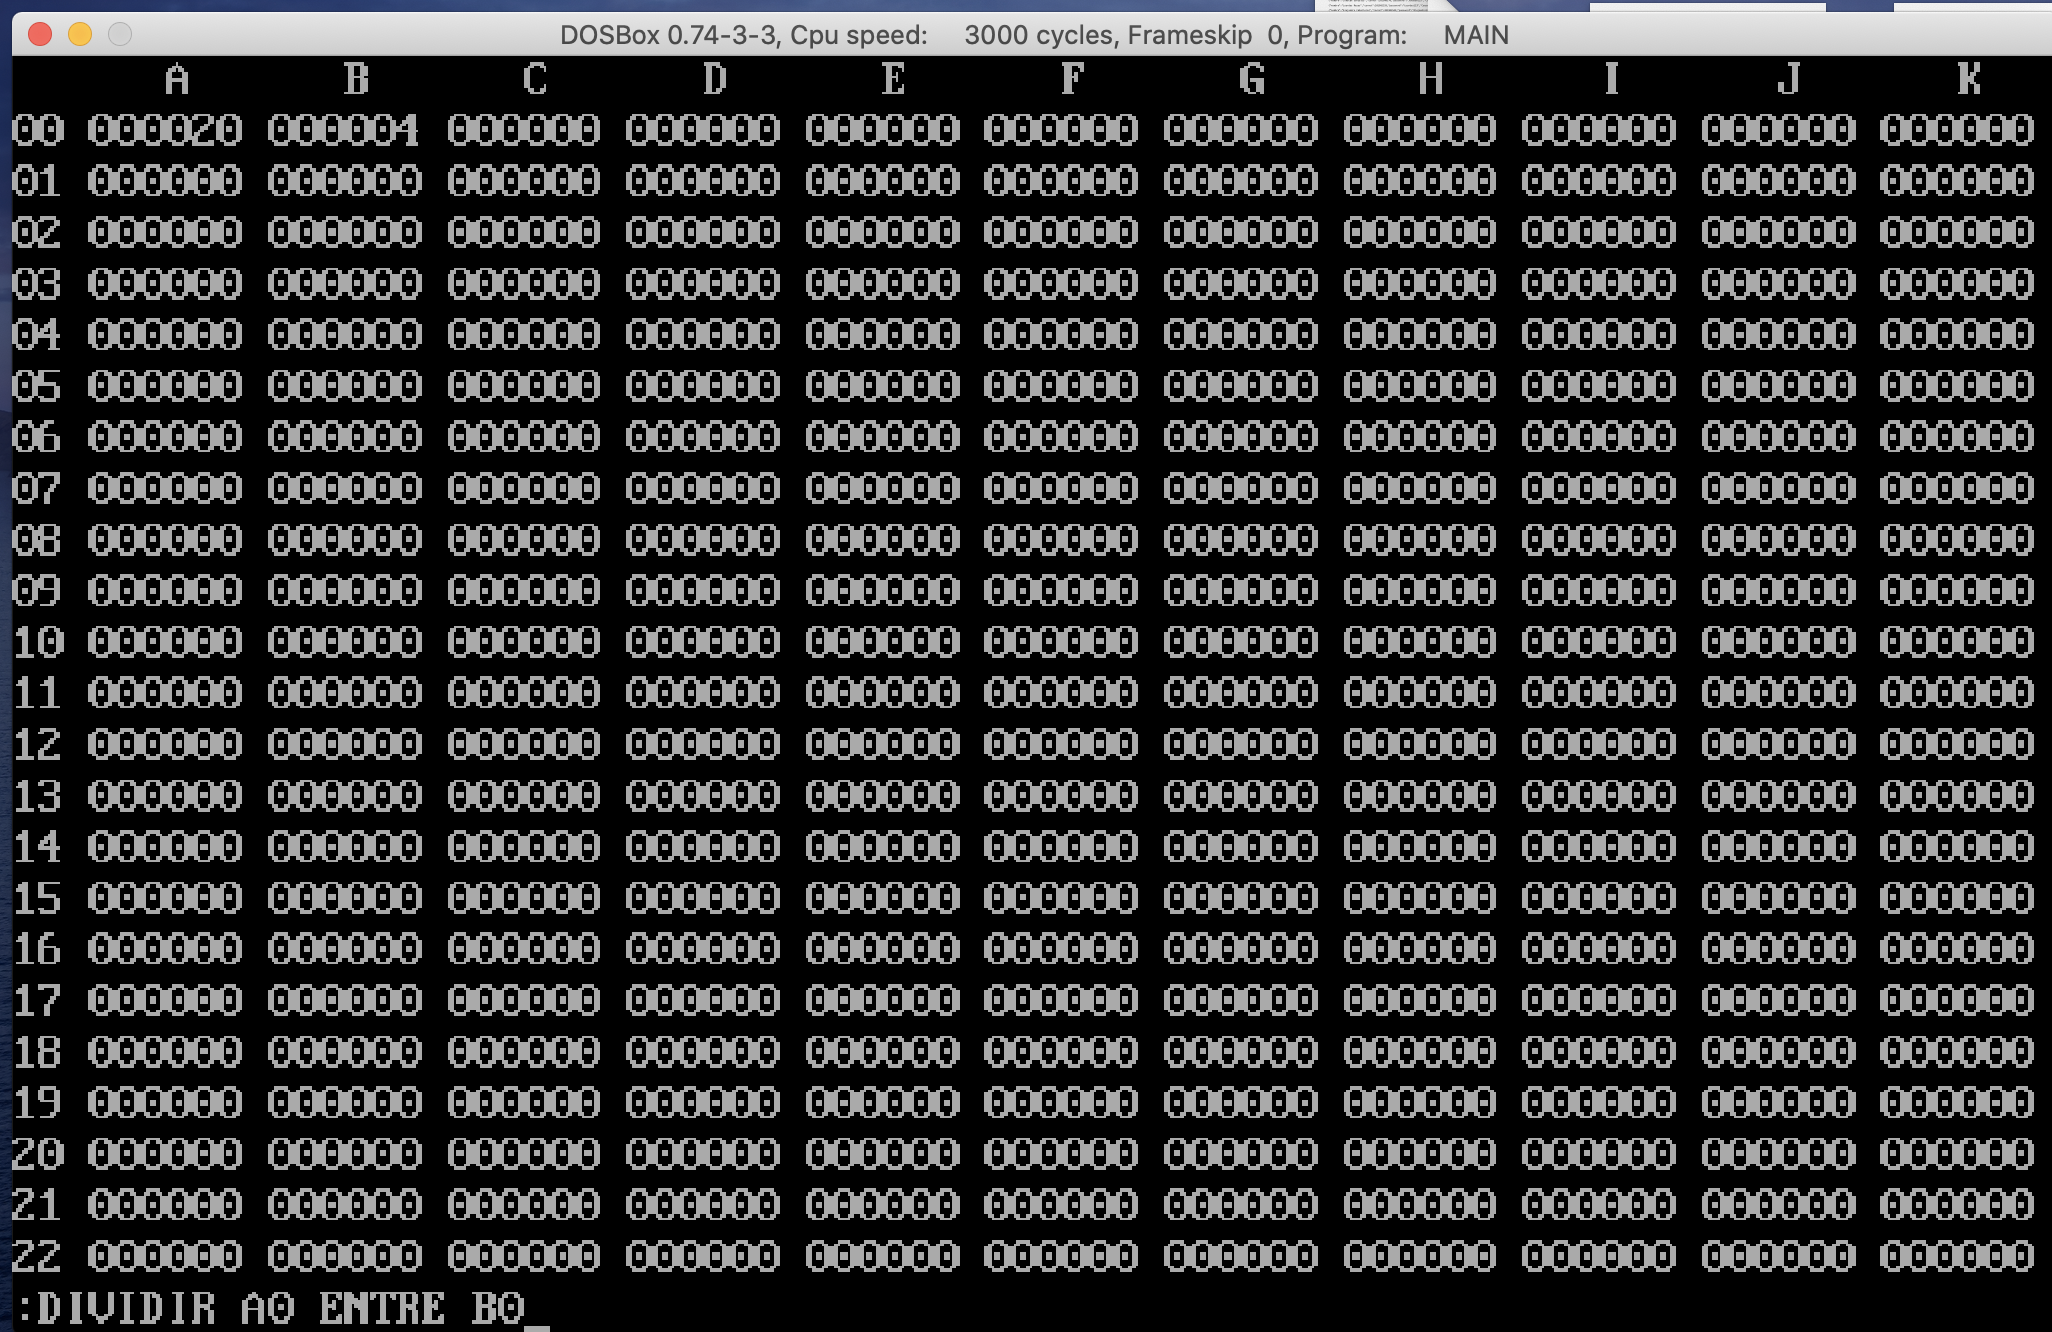 DOSBox 0.74-3-3, Cpu speed: 3000 cycles, Frameskip 0, Program: MAIN
A B C D E F G H I J K
00 000020 000004 000000 000000 000000 000000 000000 000000 000000 000000 000000
01 000000 000000 000000 000000 000000 000000 000000 000000 000000 000000 000000
02 000000 000000 000000 000000 000000 000000 000000 000000 000000 000000 000000
03 000000 000000 000000 000000 000000 000000 000000 000000 000000 000000 000000
04 000000 000000 000000 000000 000000 000000 000000 000000 000000 000000 000000
05 000000 000000 000000 000000 000000 000000 000000 000000 000000 000000 000000
06 000000 000000 000000 000000 000000 000000 000000 000000 000000 000000 000000
07 000000 000000 000000 000000 000000 000000 000000 000000 000000 000000 000000
08 000000 000000 000000 000000 000000 000000 000000 000000 000000 000000 000000
09 000000 000000 000000 000000 000000 000000 000000 000000 000000 000000 000000
10 000000 000000 000000 000000 000000 000000 000000 000000 000000 000000 000000
11 000000 000000 000000 000000 000000 000000 000000 000000 000000 000000 000000
12 000000 000000 000000 000000 000000 000000 000000 000000 000000 000000 000000
13 000000 000000 000000 000000 000000 000000 000000 000000 000000 000000 000000
14 000000 000000 000000 000000 000000 000000 000000 000000 000000 000000 000000
15 000000 000000 000000 000000 000000 000000 000000 000000 000000 000000 000000
16 000000 000000 000000 000000 000000 000000 000000 000000 000000 000000 000000
17 000000 000000 000000 000000 000000 000000 000000 000000 000000 000000 000000
18 000000 000000 000000 000000 000000 000000 000000 000000 000000 000000 000000
19 000000 000000 000000 000000 000000 000000 000000 000000 000000 000000 000000
20 000000 000000 000000 000000 000000 000000 000000 000000 000000 000000 000000
21 000000 000000 000000 000000 000000 000000 000000 000000 000000 000000 000000
22 000000 000000 000000 000000 000000 000000 000000 000000 000000 000000 000000
:DIVIDIR A0 ENTRE B0_